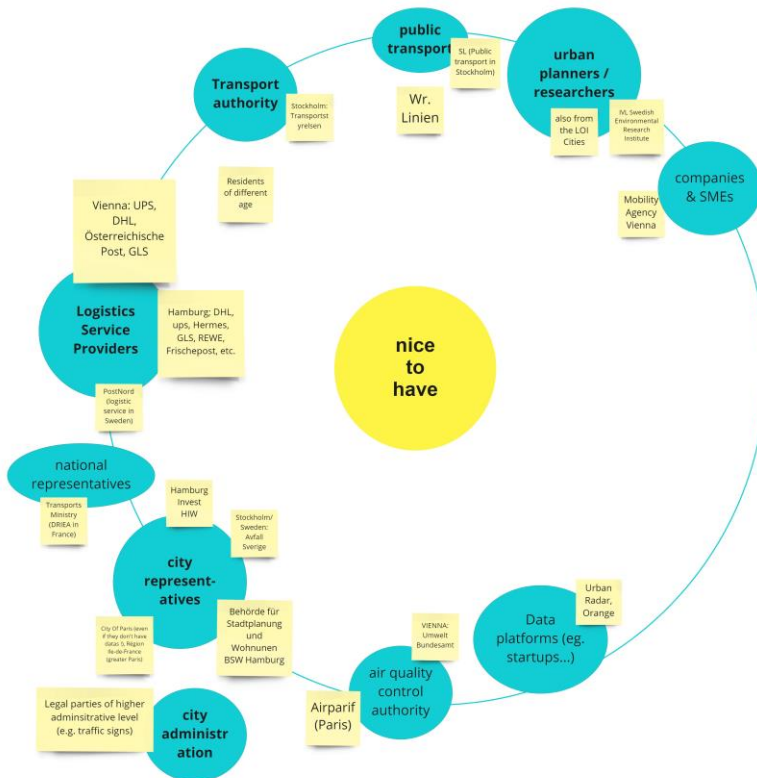 public
transport
SL (Public
transport in
Stockholm)
Wr.
Linien
urban
planners /
researchers
also from
the LOI
Cities
IVL Swedish
Environmental
Research
Institute
Transport
authority
Stockholm:
Transportst
yrelsen
Residents
of different
age
companies
& SMEs
Mobility
Agency
Vienna
Vienna: UPS,
DHL,
Österreichische
Post, GLS
Logistics
Service
Providers
Hamburg; DHL,
ups, Hermes,
GLS, REWE,
Frischepost, etc.
PostNord
(logistic
service in
Sweden)
nice
to
have
national
representatives
Transports
Ministry
(DRIEA in
France)
Hamburg
Invest
HIW
Stockholm/
Sweden:
Avfall
Sverige
city
represent-
atives
City Of Paris (even
if they don't have
datas !), Région
Ile-de-France
(greater Paris)
Behörde für
Stadtplanung
und
Wohnunen
BSW Hamburg
Legal parties of higher
adminsitrative level
(e.g. traffic signs)
city
administr
ation
Airparif
(Paris)
air quality
control
authority
VIENNA:
Umwelt
Bundesamt
Data
platforms (eg.
startups...)
Urban
Radar,
Orange